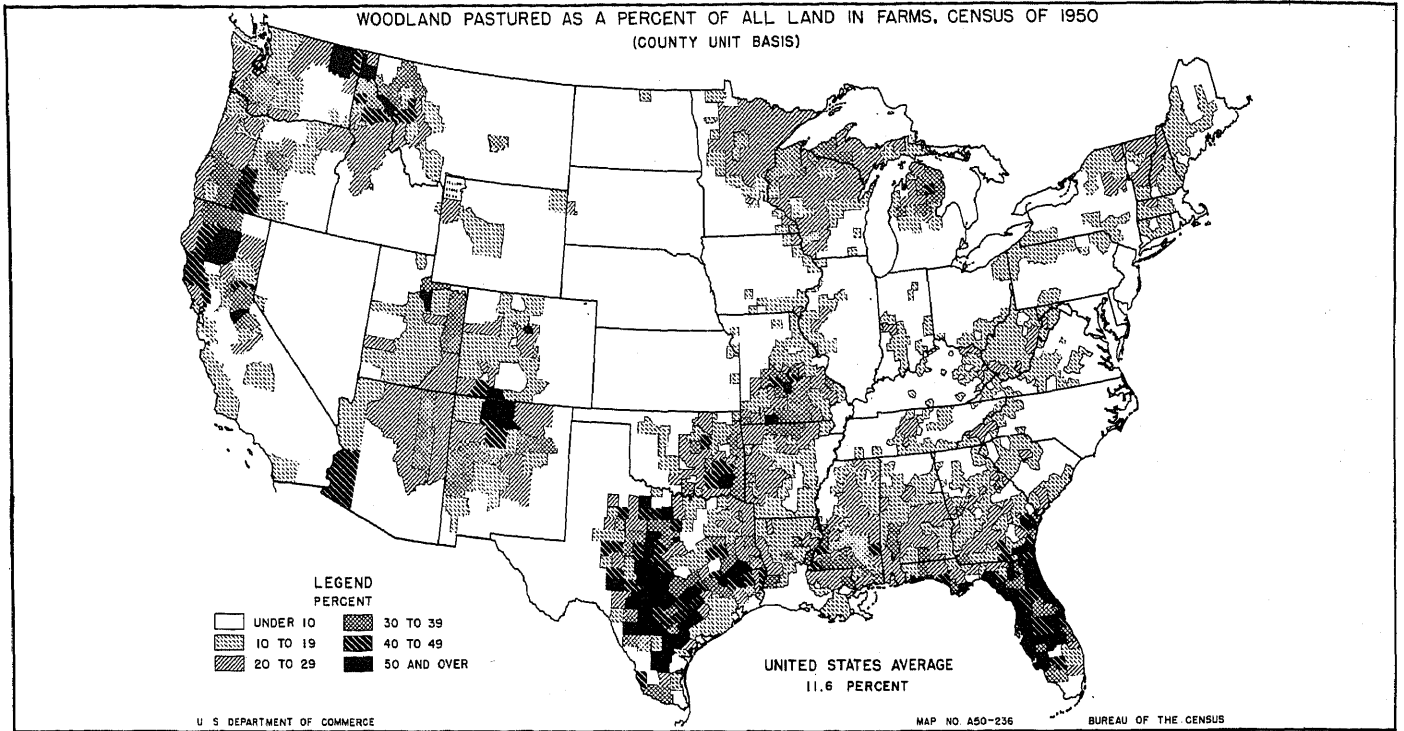 WOODLAND PASTURED AS A PERCENT OF ALL LAND IN FARMS, CENSUS OF 1950
(COUNTY UNIT BASIS)
LEGEND
PERCENT
UNDER 10
30 TO 39
10 TO 19
40 TO 49
20 TO 29
50 AND OVER
UNITED STATES AVERAGE
11.6 PERCENT
U S DEPARTMENT OF COMMERCE
MAP NO. A50-236
BUREAU OF THE CENSUS